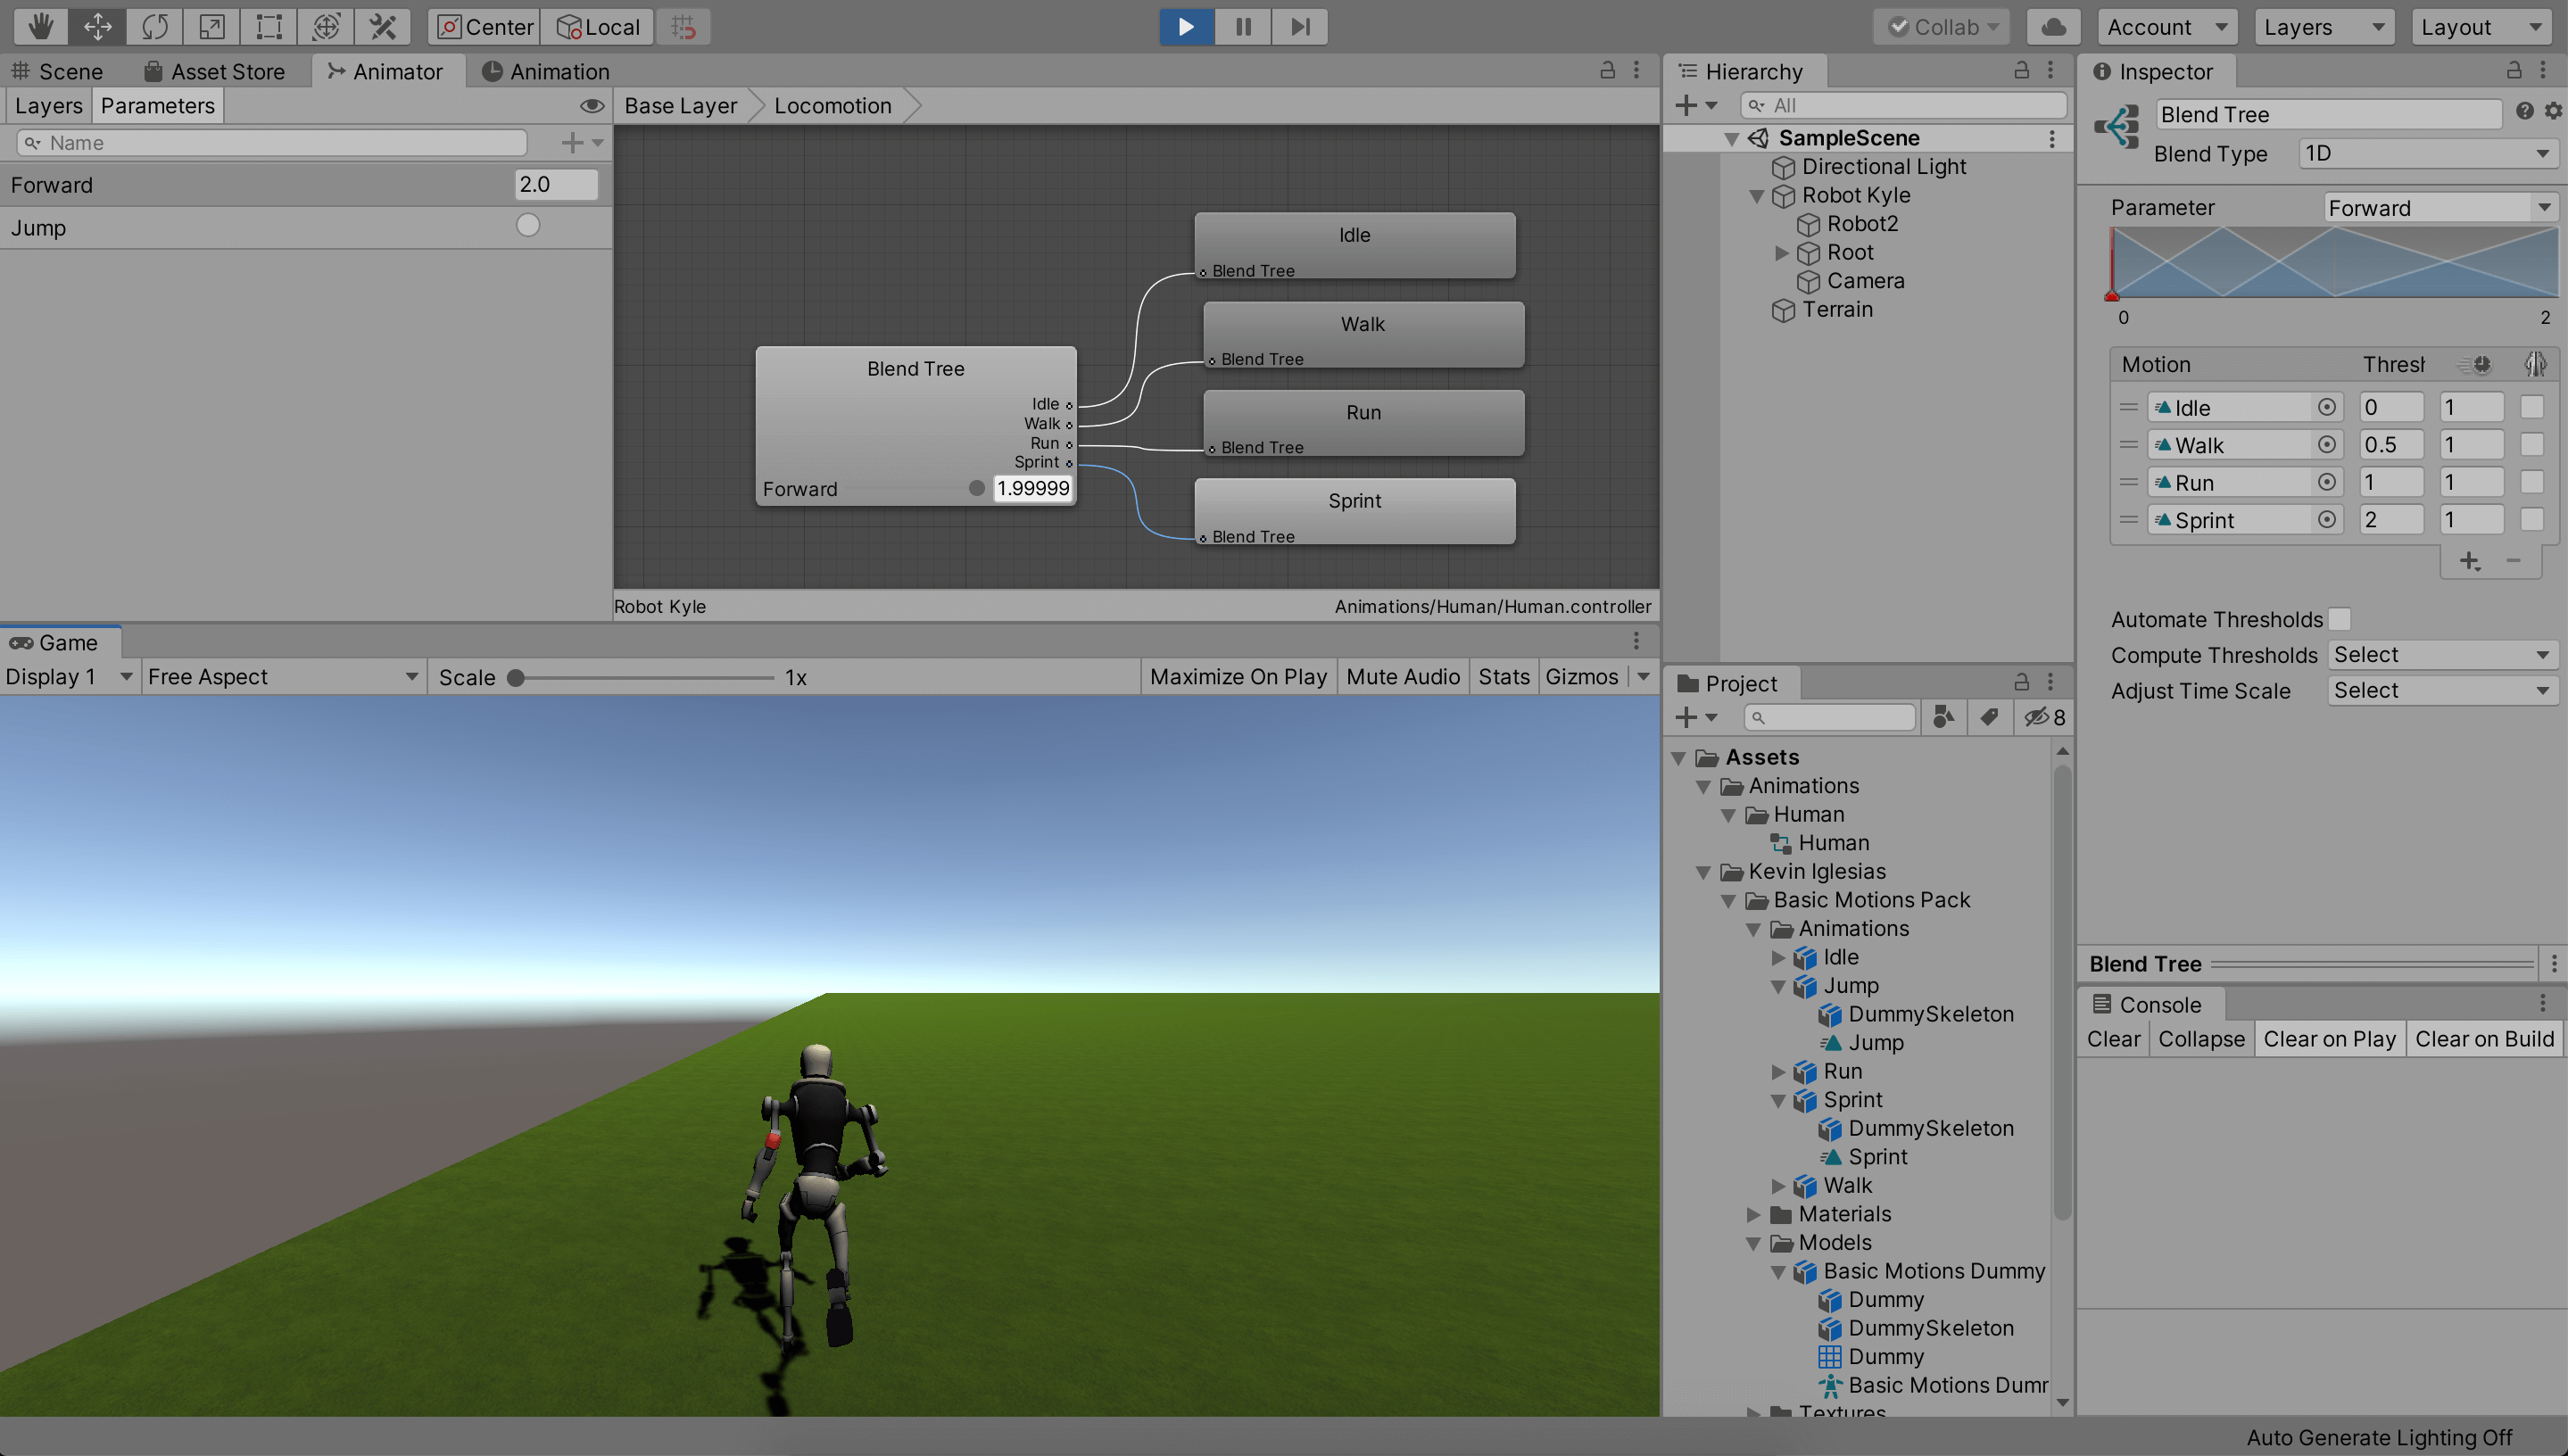 Center Local Collab Account Layers Layout
Scene Asset Store Animator Animation
Layers Parameters
Base Layer Locomotion
Name
Forward 2.0
Jump
Idle
Blend Tree
Walk
Blend Tree
Run
Blend Tree
Sprint
Blend Tree
Blend Tree
Idle
Walk
Run
Sprint
Forward 1.99999
Robot Kyle Animations/Human/Human.controller
Game
Display 1 Free Aspect Scale 1x Maximize On Play Mute Audio Stats Gizmos
Hierarchy
All
SampleScene
Directional Light
Robot Kyle
Robot2
Root
Camera
Terrain
Project
8
Assets
Animations
Human
Human
Kevin Iglesias
Basic Motions Pack
Animations
Idle
Jump
DummySkeleton
Jump
Run
Sprint
DummySkeleton
Sprint
Walk
Materials
Models
Basic Motions Dummy
Dummy
DummySkeleton
Dummy
Basic Motions Dumr
Textures
Inspector
Blend Tree
Blend Type 1D
Parameter Forward
0 2
Motion Thresh
Idle 0 1
Walk 0.5 1
Run 1 1
Sprint 2 1
Automate Thresholds
Compute Thresholds Select
Adjust Time Scale Select
Blend Tree
Console
Clear Collapse Clear on Play Clear on Build
Auto Generate Lighting Off